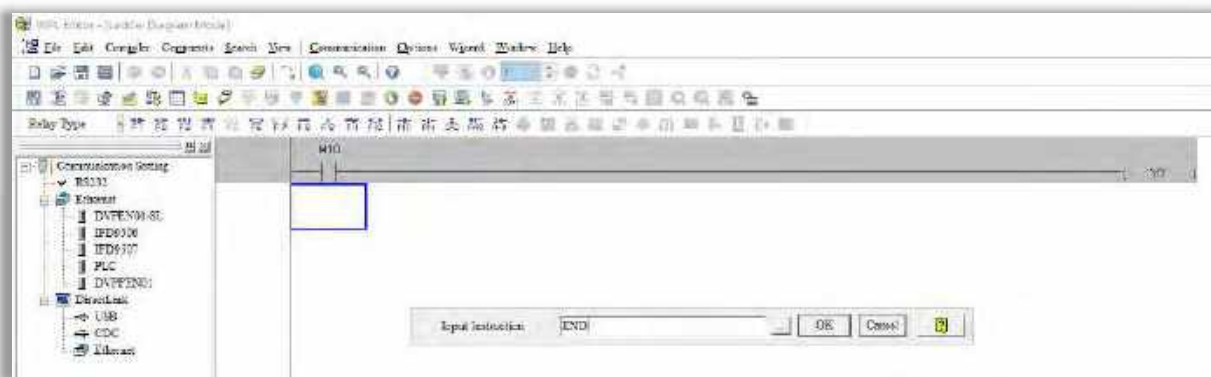 WPL Editor - [Ladder Diagram Mode]
File Edit Compiler Comments Search View Communication Options Wizard Window Help
Relay Type
M10
Communication Setting
RS232
Ethernet
DVPEN01-SL
IFD9506
IFD9507
PLC
DVPPEN01
DirectLink
USB
CDC
Ethernet
Input Instruction END OK Cancel